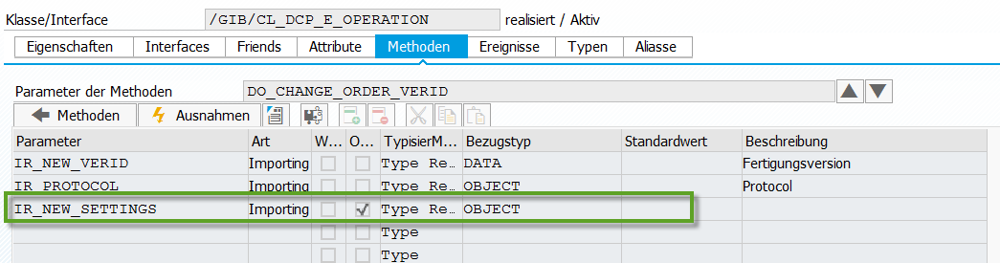 Klasse/Interface /GIB/CL_DCP_E_OPERATION realisiert / Aktiv
Eigenschaften Interfaces Friends Attribute Methoden Ereignisse Typen Aliasse
Parameter der Methoden DO_CHANGE_ORDER_VERID
Methoden Ausnahmen
Parameter Art W... O... TypisierM... Bezugstyp Standardwert Beschreibung
IR_NEW_VERID Importing Type Re… DATA Fertigungsversion
IR_PROTOCOL Importing Type Re… OBJECT Protocol
IR_NEW_SETTINGS Importing Type Re… OBJECT
Type
Type